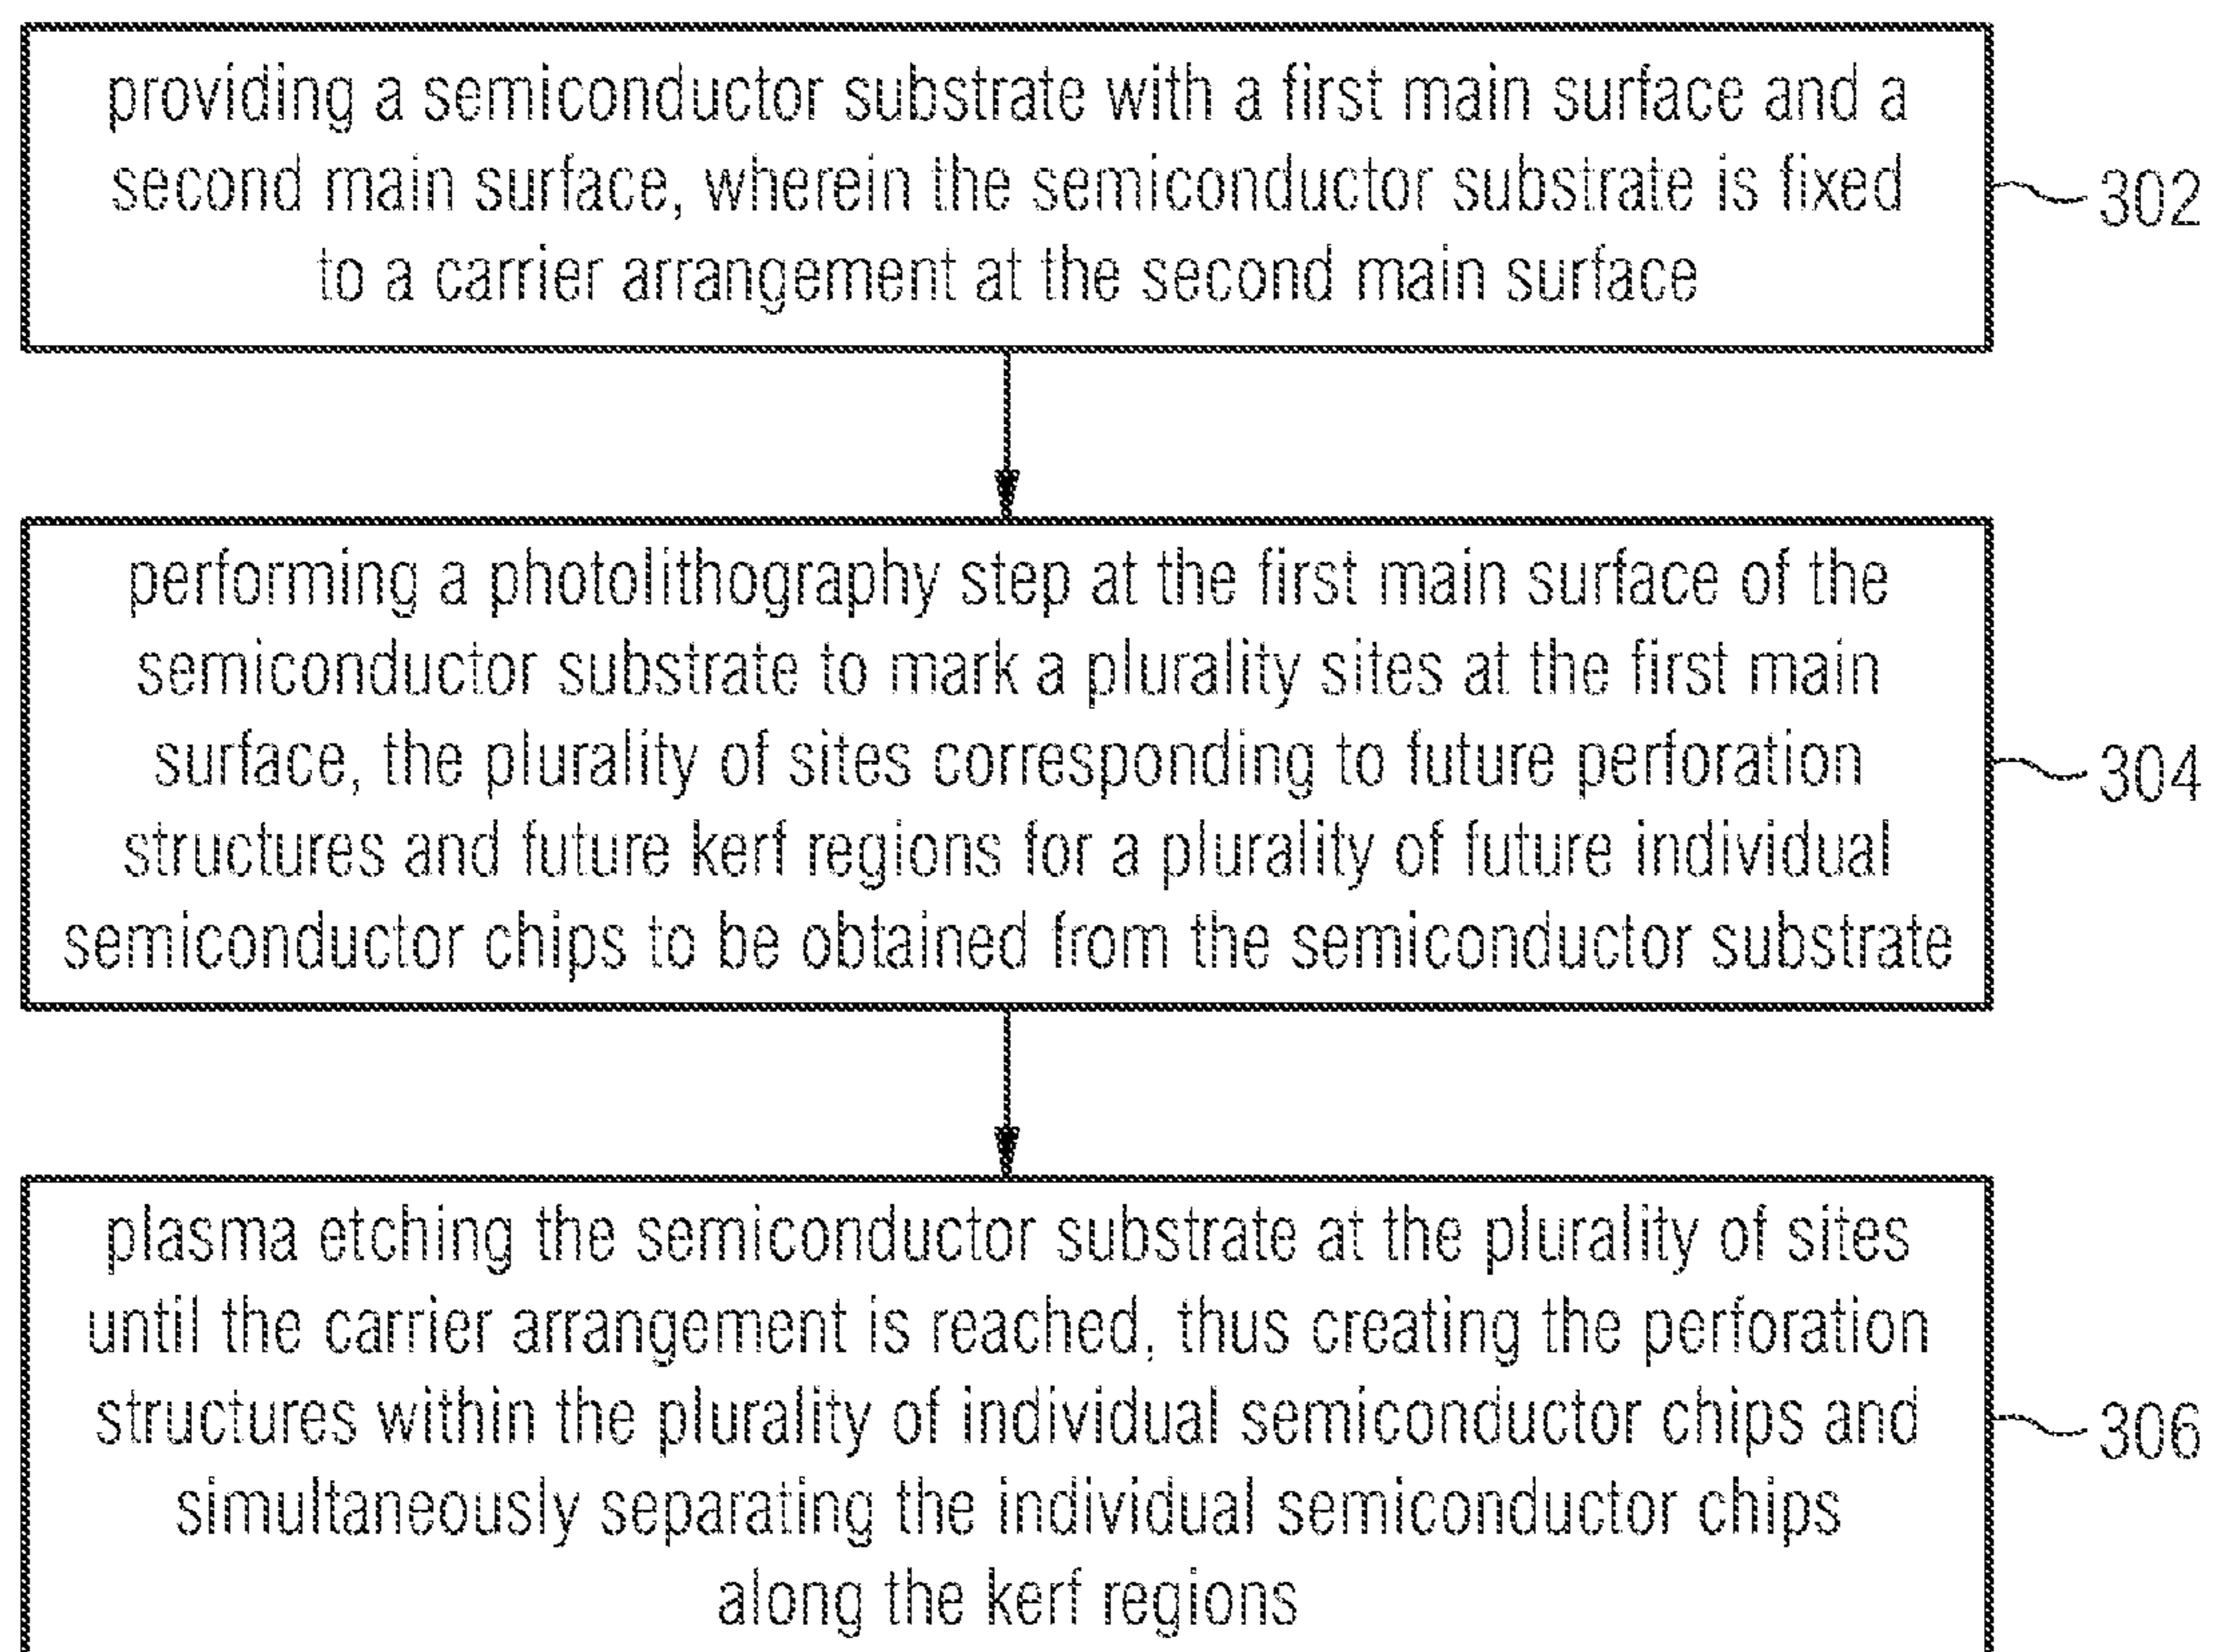 providing a semiconductor substrate with a first main surface and a
second main surface, wherein the semiconductor substrate is fixed
to a carrier arrangement at the second main surface
302
performing a photolithography step at the first main surface of the
semiconductor substrate to mark a plurality sites at the first main
surface, the plurality of sites corresponding to future perforation
structures and future kerf regions for a plurality of future individual
semiconductor chips to be obtained from the semiconductor substrate
304
plasma etching the semiconductor substrate at the plurality of sites
until the carrier arrangement is reached, thus creating the perforation
structures within the plurality of individual semiconductor chips and
simultaneously separating the individual semiconductor chips
along the kerf regions
306